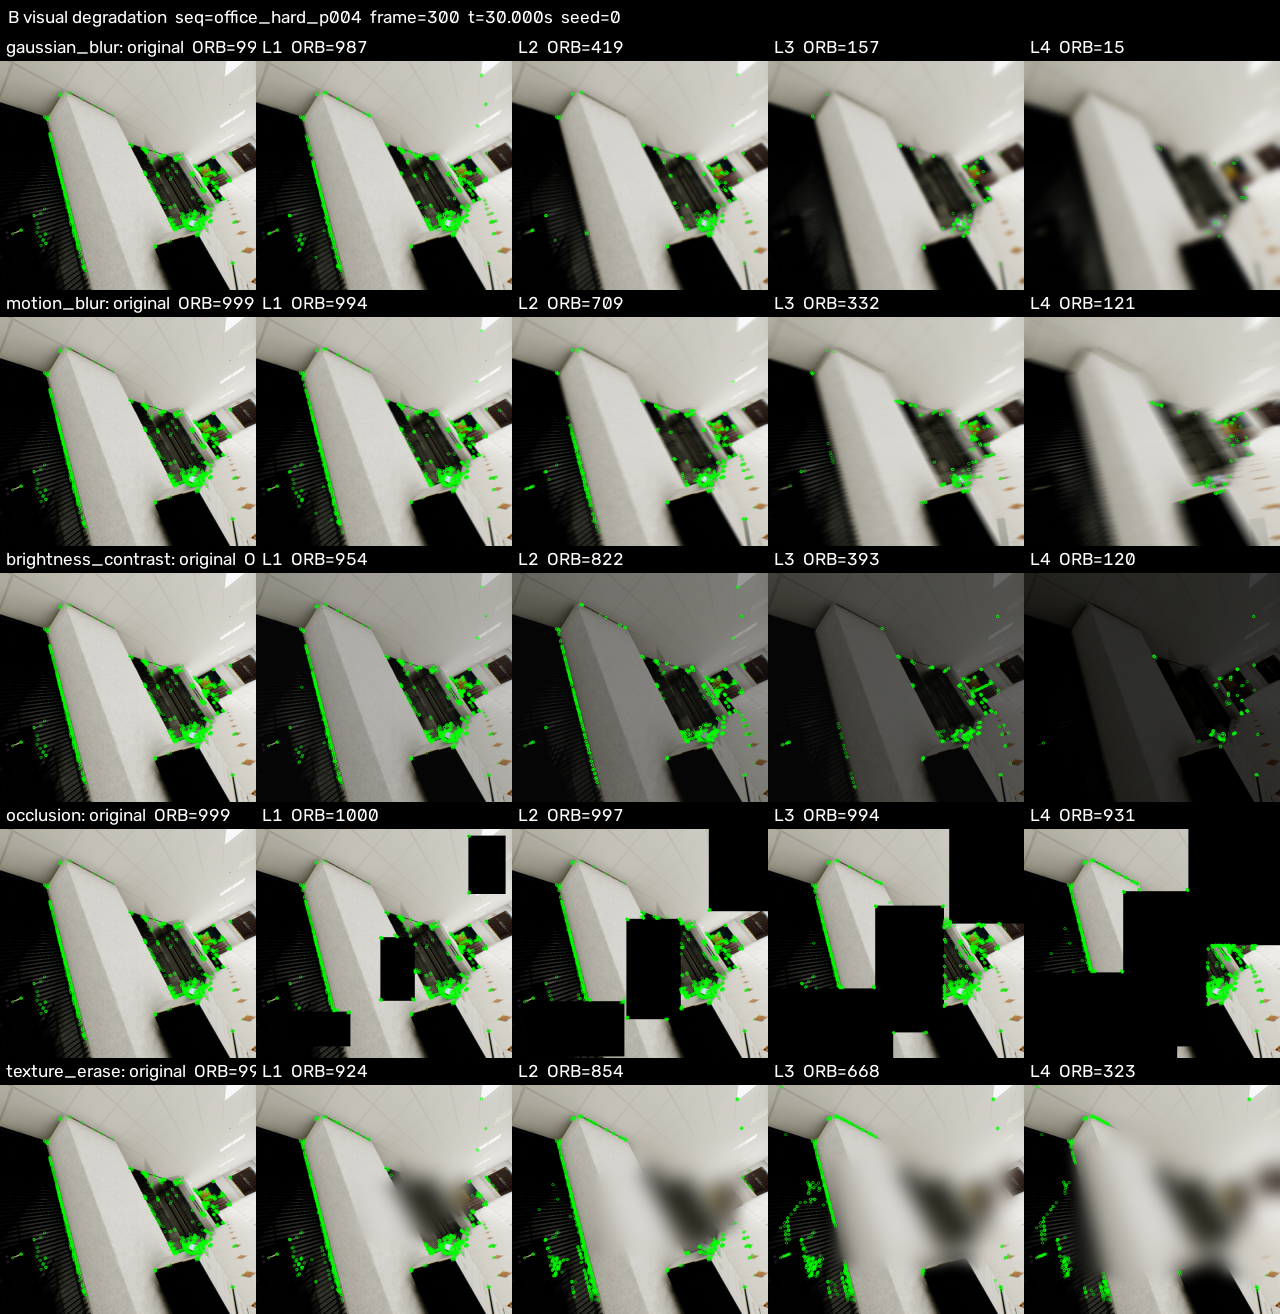 B visual degradation seq=office_hard_p004 frame=300 t=30.000s seed=0
gaussian_blur: original ORB=99 L1 ORB=987 L2 ORB=419 L3 ORB=157 L4 ORB=15
motion_blur: original ORB=999 L1 ORB=994 L2 ORB=709 L3 ORB=332 L4 ORB=121
brightness_contrast: original O L1 ORB=954 L2 ORB=822 L3 ORB=393 L4 ORB=120
occlusion: original ORB=999 L1 ORB=1000 L2 ORB=997 L3 ORB=994 L4 ORB=931
texture_erase: original ORB=99 L1 ORB=924 L2 ORB=854 L3 ORB=668 L4 ORB=323